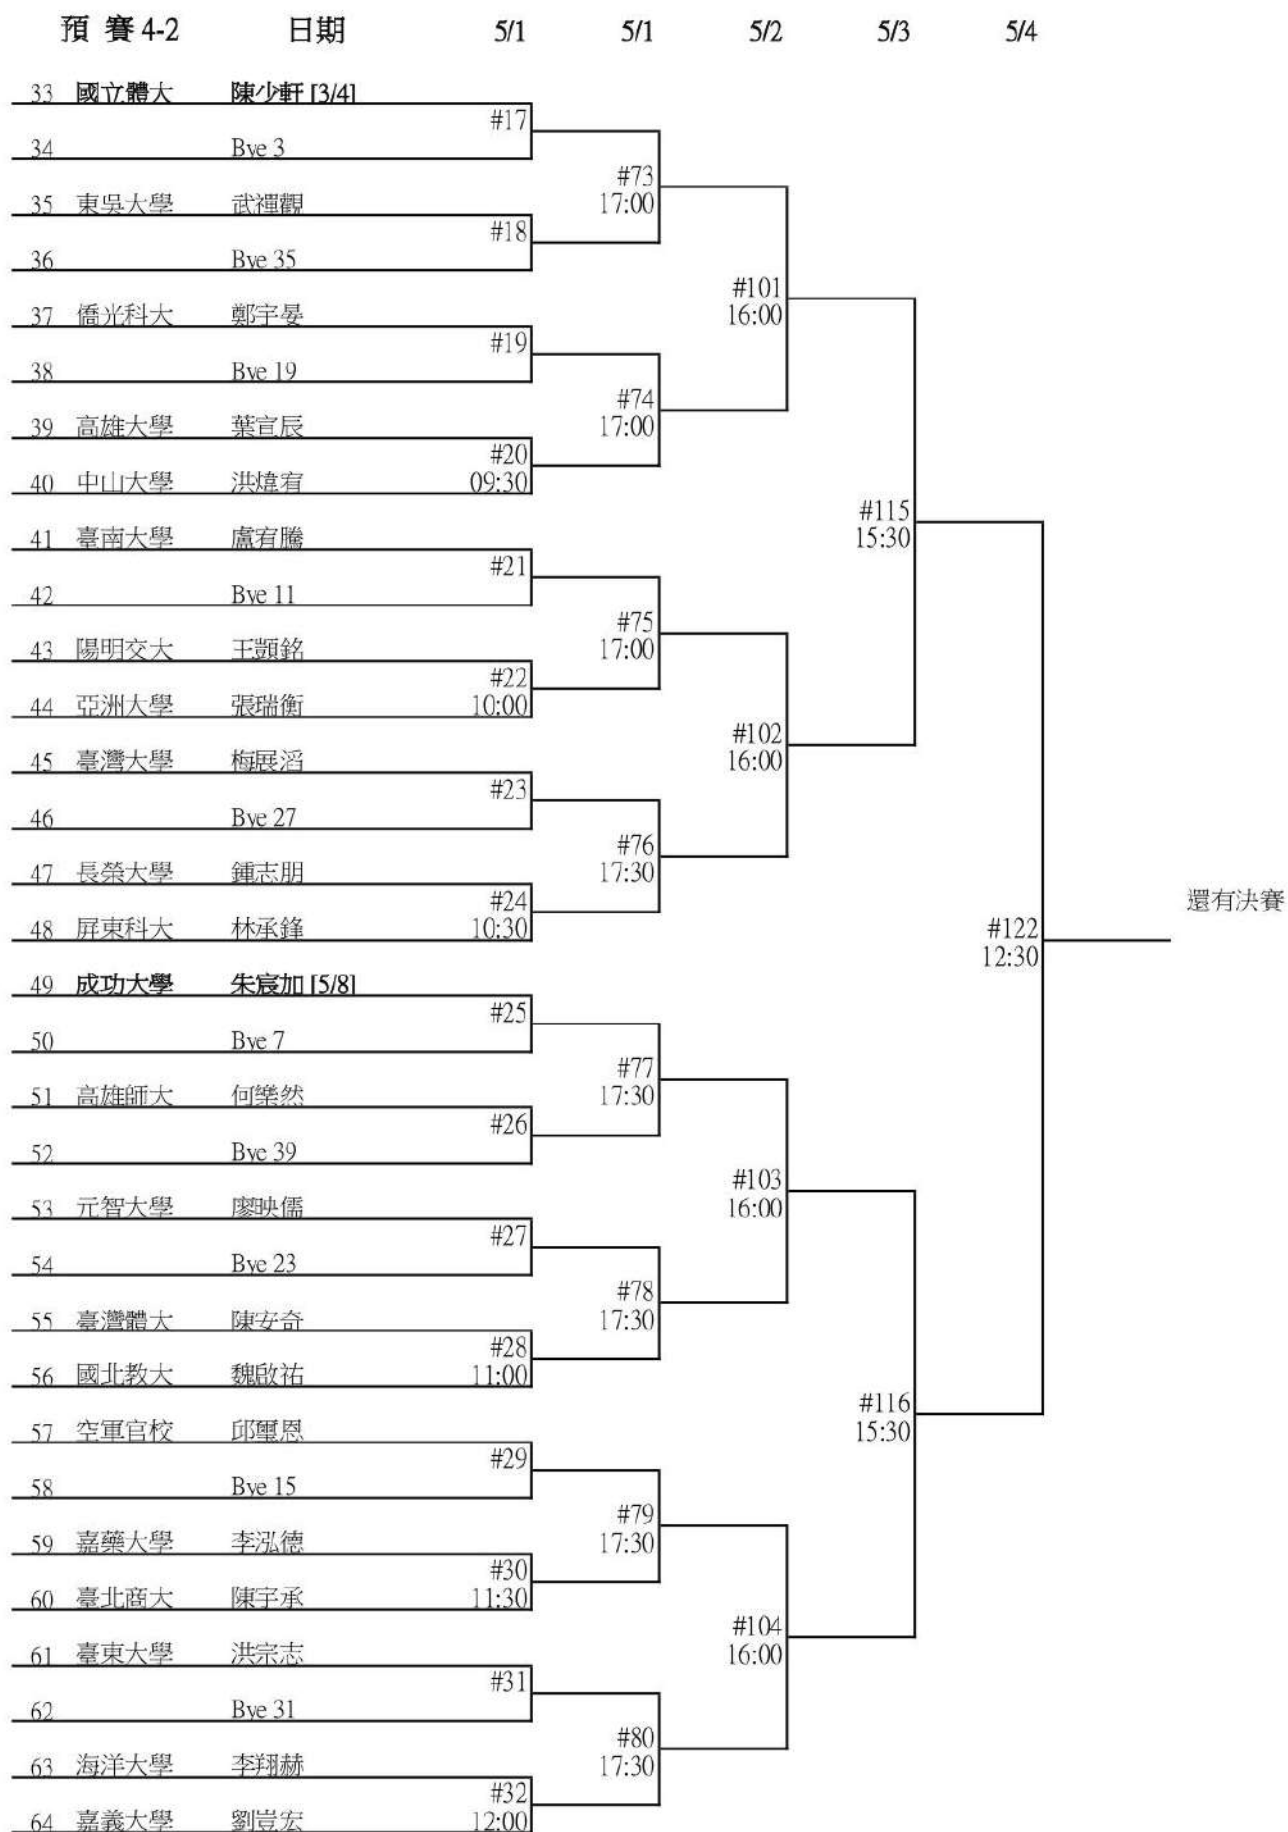 預 賽 4-2 日期 5/1 5/1 5/2 5/3 5/4
33 國立體大 陳少軒 [3/4]
#17
34 Bye 3
#73
17:00
35 東吳大學 武禋觀
#18
36 Bye 35
#101
16:00
37 僑光科大 鄭宇晏
#19
38 Bye 19
#74
17:00
39 高雄大學 葉宣辰
#20
40 中山大學 洪煒宥 09:30
#115
15:30
41 臺南大學 盧宥騰
#21
42 Bye 11
#75
17:00
43 陽明交大 王顗銘
#22
44 亞洲大學 張瑞衡 10:00
#102
16:00
45 臺灣大學 梅展滔
#23
46 Bye 27
#76
17:30
47 長榮大學 鍾志朋
#24
48 屏東科大 林承鋒 10:30
還有決賽
#122
12:30
49 成功大學 朱宸加 [5/8]
#25
50 Bye 7
#77
17:30
51 高雄師大 何樂然
#26
52 Bye 39
#103
16:00
53 元智大學 廖映儒
#27
54 Bye 23
#78
17:30
55 臺灣體大 陳安奇
#28
56 國北教大 魏啟祐 11:00
#116
15:30
57 空軍官校 邱璽恩
#29
58 Bye 15
#79
17:30
59 嘉藥大學 李泓德
#30
60 臺北商大 陳宇承 11:30
#104
16:00
61 臺東大學 洪宗志
#31
62 Bye 31
#80
17:30
63 海洋大學 李翔赫
#32
64 嘉義大學 劉豈宏 12:00